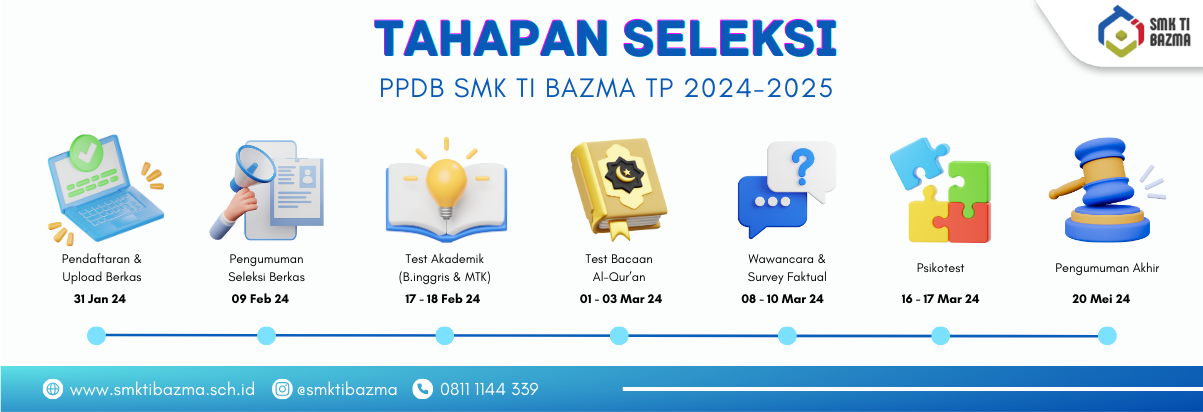 TAHAPAN SELEKSI
SMK TI
BAZMA
PPDB SMK TI BAZMA TP 2024-2025
?
Pendaftaran &
Upload Berkas
31 Jan 24
Pengumuman
Seleksi Berkas
09 Feb 24
Test Akademik
(B.inggris & MTK)
17 - 18 Feb 24
Test Bacaan
Al-Qur'an
01 - 03 Mar 24
Wawancara &
Survey Faktual
08 - 10 Mar 24
Psikotest
16 - 17 Mar 24
Pengumuman Akhir
20 Mei 24
www.smktibazma.sch.id
@smktibazma
0811 1144 339